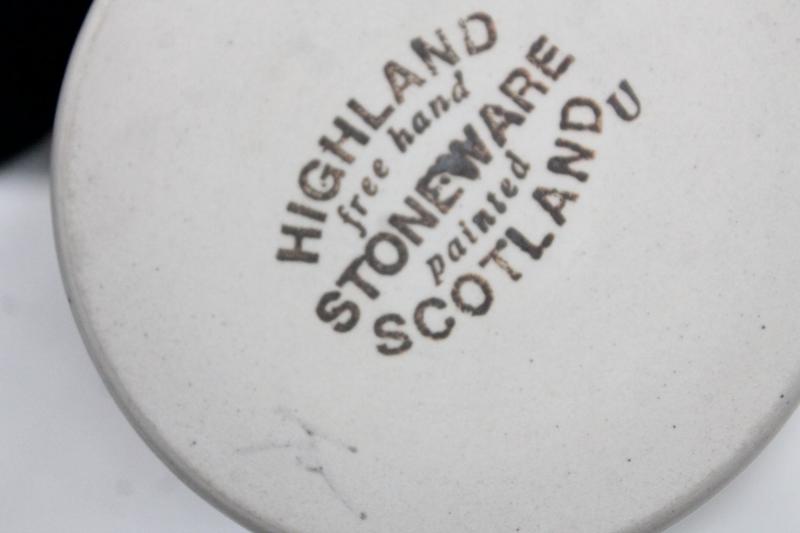 HIGHLAND
free hand
STONEWARE
painted
SCOTLAND
U